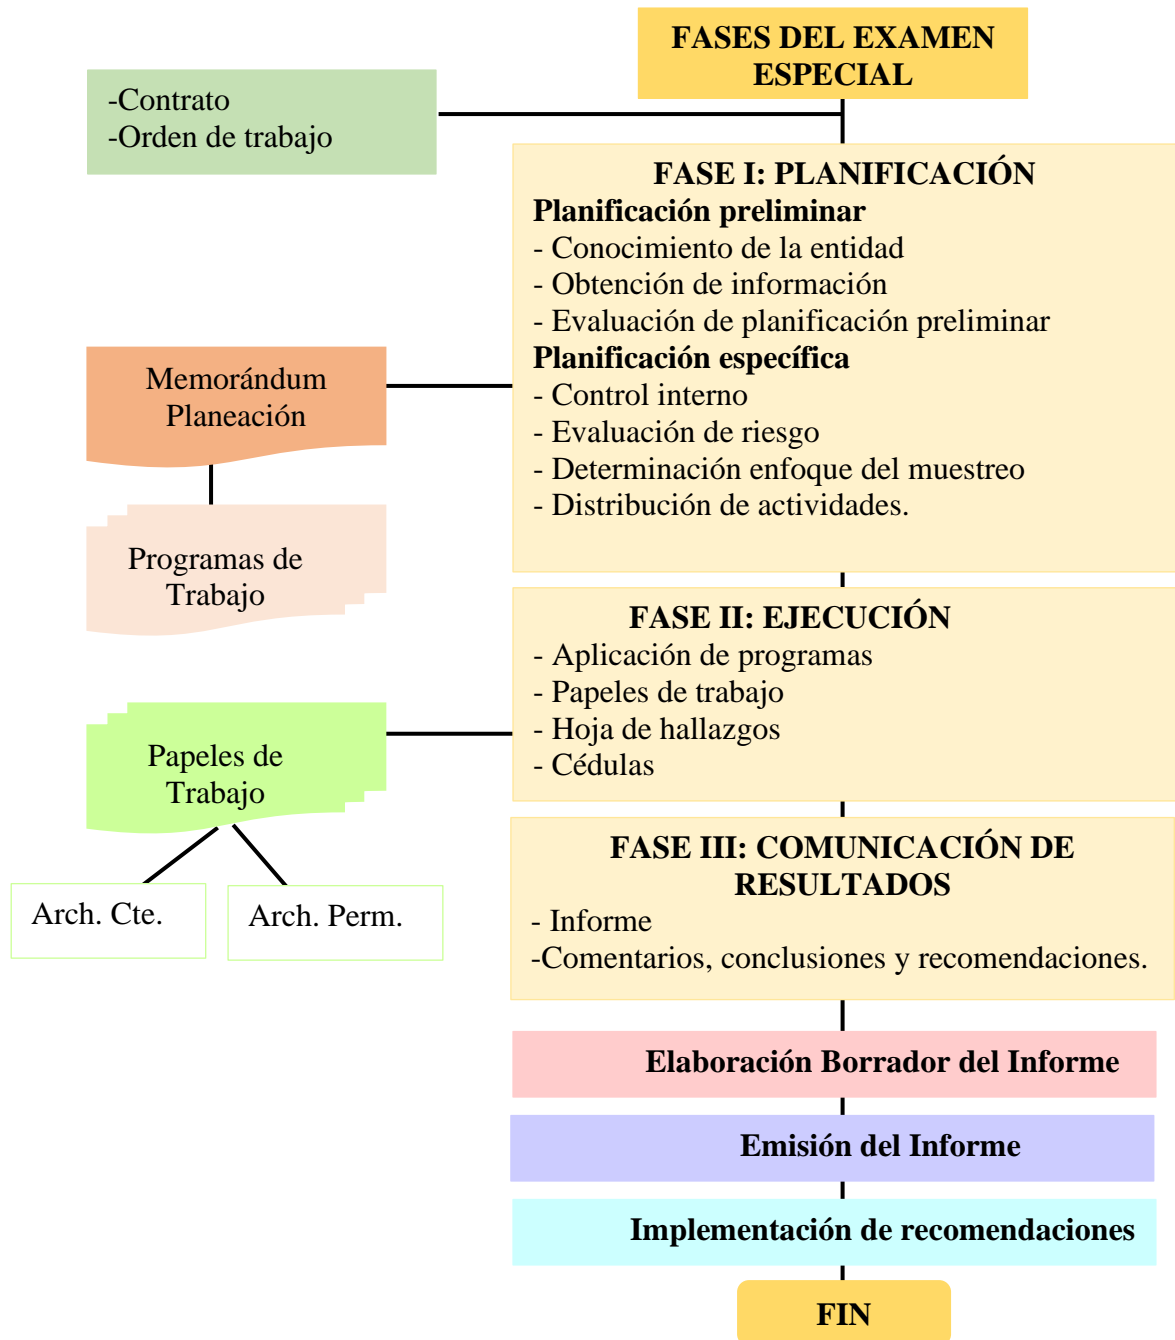 FASES DEL EXAMEN
ESPECIAL
-Contrato
-Orden de trabajo
FASE I: PLANIFICACIÓN
Planificación preliminar
- Conocimiento de la entidad
- Obtención de información
- Evaluación de planificación preliminar
Planificación específica
- Control interno
- Evaluación de riesgo
- Determinación enfoque del muestreo
- Distribución de actividades.
Memorándum
Planeación
Programas de
Trabajo
FASE II: EJECUCIÓN
- Aplicación de programas
- Papeles de trabajo
- Hoja de hallazgos
- Cédulas
Papeles de
Trabajo
Arch. Cte.
Arch. Perm.
FASE III: COMUNICACIÓN DE
RESULTADOS
- Informe
-Comentarios, conclusiones y recomendaciones.
Elaboración Borrador del Informe
Emisión del Informe
Implementación de recomendaciones
FIN